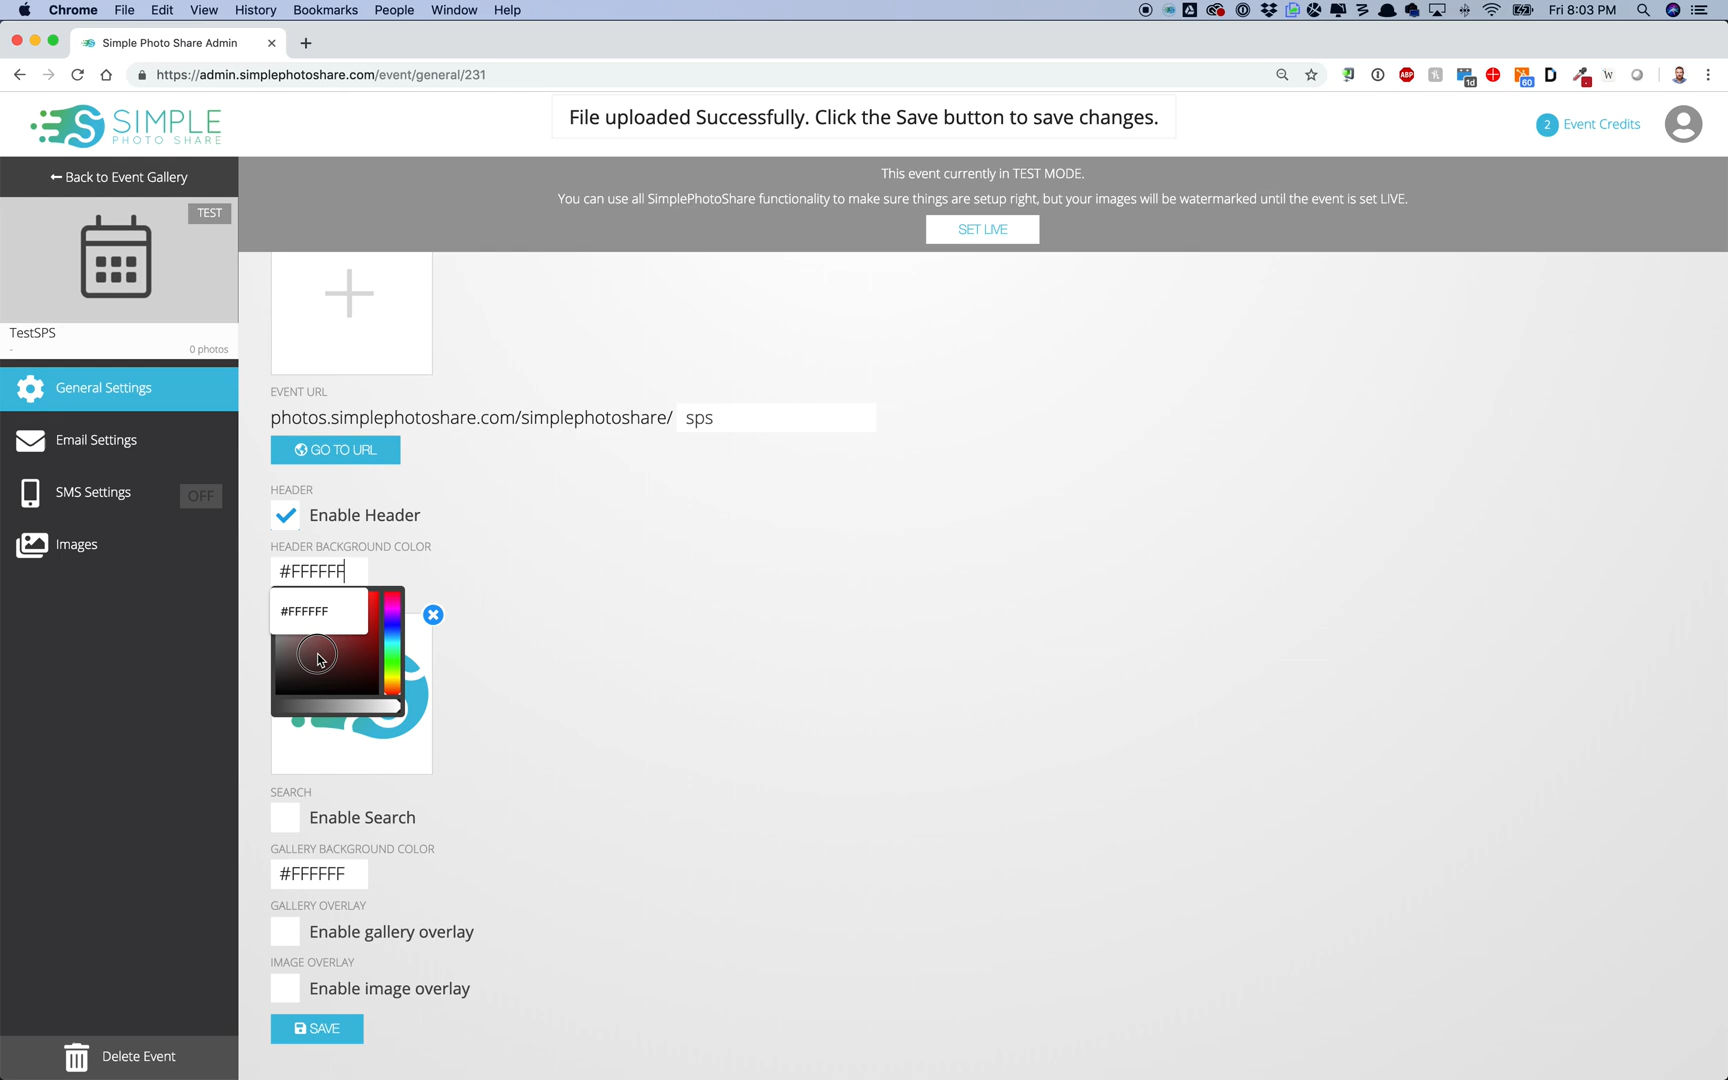 Chrome File Edit View History Bookmarks People Window Help
Fri 8:03 PM
Simple Photo Share Admin
https://admin.simplephotoshare.com/event/general/231
ABP
1d
60
D
W
S SIMPLE
PHOTO SHARE
File uploaded Successfully. Click the Save button to save changes.
2 Event Credits
Back to Event Gallery
This event currently in TEST MODE.
You can use all SimplePhotoShare functionality to make sure things are setup right, but your images will be watermarked until the event is set LIVE.
SET LIVE
TEST
TestSPS
-
0 photos
General Settings
Email Settings
SMS Settings
OFF
Images
Delete Event
EVENT URL
photos.simplephotoshare.com/simplephotoshare/ sps
GO TO URL
HEADER
Enable Header
HEADER BACKGROUND COLOR
#FFFFFF
#FFFFFF
SEARCH
Enable Search
GALLERY BACKGROUND COLOR
#FFFFFF
GALLERY OVERLAY
Enable gallery overlay
IMAGE OVERLAY
Enable image overlay
SAVE